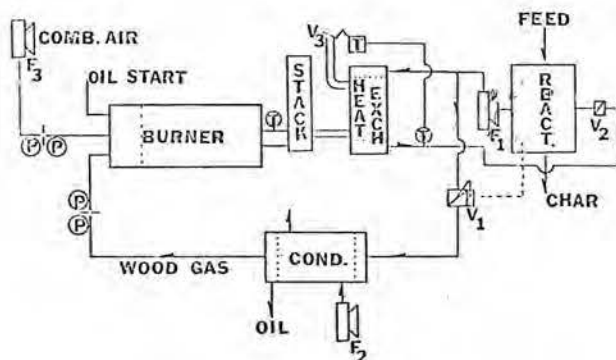 FEED
COMB. AIR
F3
OIL START
BURNER
P P
T
STACK
V3
T
HEAT EXCH
T
F1
REACT.
V2
CHAR
V1
P
P
WOOD GAS
COND.
OIL
F2